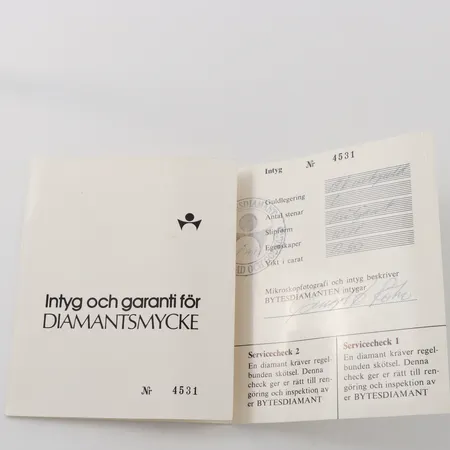 Intyg och garanti för
DIAMANTSMYCKE
Nr 4531
Intyg Nr 4531
Guldlegering
Antal stenar
Slipform
Egenskaper
Vikt i carat
Mikroskopfotografi och intyg beskriver
BYTESDIAMANTEN intygar
Servicecheck 2
En diamant kräver regel-
bunden skötsel. Denna
check ger er rätt till ren-
göring och inspektion av
er BYTESDIAMANT
Servicecheck 1
En diamant kräver regel-
bunden skötsel. Denna
check ger er rätt till ren-
göring och inspektion av
er BYTESDIAMANT